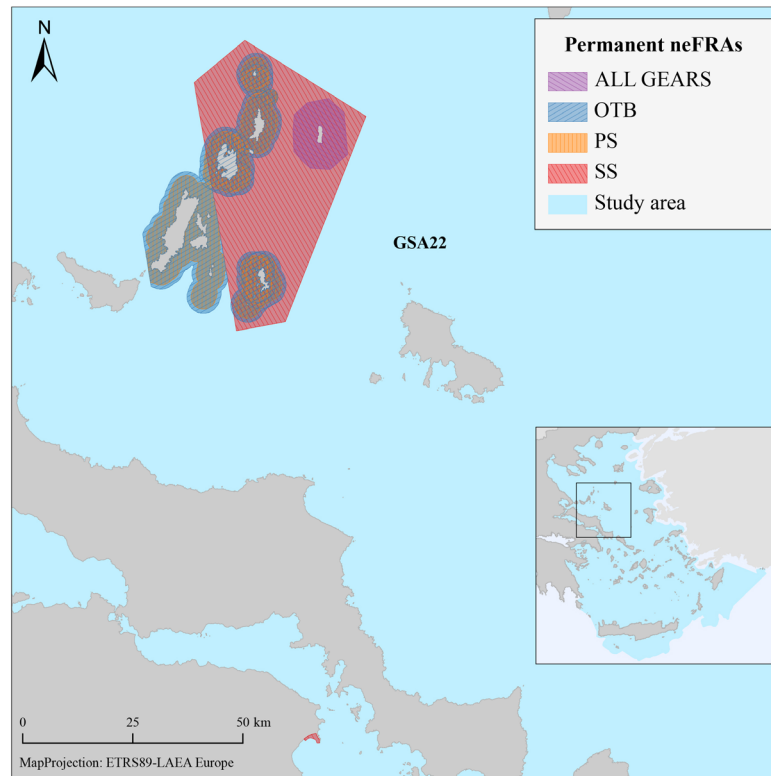 N
Permanent neFRAs
ALL GEARS
OTB
PS
SS
Study area
GSA22
0 25 50 km
MapProjection: ETRS89-LAEA Europe